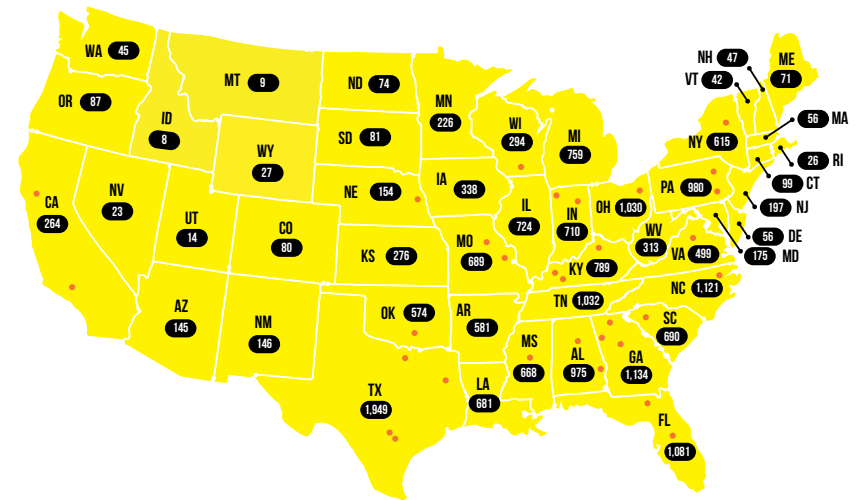 WA 45
OR 87
ID
8
MT 9
ND 74
SD 81
WY
27
NE 154
MN
226
WI
294
MI
759
IA 338
CA
264
NV
23
UT
14
CO
80
KS 276
MO
689
IL
724
IN
710
OH 1,030
KY 789
WV
313
VA 499
PA 980
NY 615
VT 42
NH 47
ME
71
56 MA
26 RI
99 CT
197 NJ
56 DE
175 MD
AZ
145
NM
146
OK 574
AR
581
TN 1,032
NC 1,121
SC
690
MS
668
AL
975
GA
1,134
TX
1,949
LA
681
FL
1,081